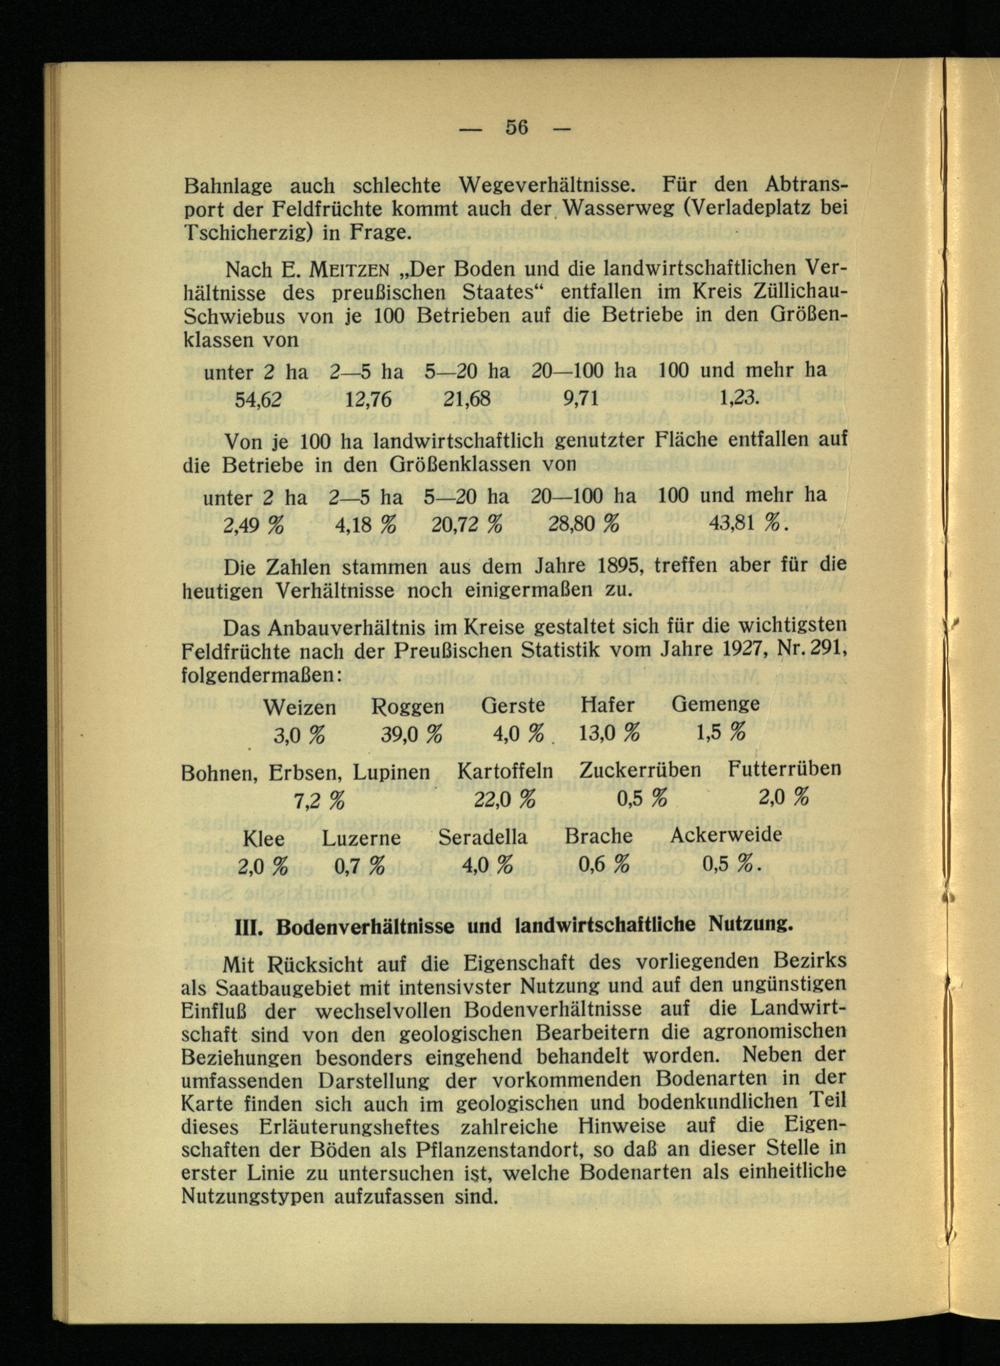 — 56 —
Bahnlage auch schlechte Wegeverhältnisse. Für den Abtrans-
port der Feldfrüchte kommt auch der Wasserweg (Verladeplatz bei
Tschicherzig) in Frage.
Nach E. MEITZEN „Der Boden und die landwirtschaftlichen Ver-
hältnisse des preußischen Staates“ entfallen im Kreis Züllichau-
Schwiebus von je 100 Betrieben auf die Betriebe in den Größen-
klassen von
unter 2 ha 2—5 ha 5—20 ha 20—100 ha 100 und mehr ha
54,62 12,76 21,68 9,71 1,23.
Von je 100 ha landwirtschaftlich genutzter Fläche entfallen auf
die Betriebe in den Größenklassen von
unter 2 ha 2—5 ha 5—20 ha 20—100 ha 100 und mehr ha
2,49 % 4,18 % 20,72 % 28,80 % 43,81 %.
Die Zahlen stammen aus dem Jahre 1895, treffen aber für die
heutigen Verhältnisse noch einigermaßen zu.
Das Anbauverhältnis im Kreise gestaltet sich für die wichtigsten
Feldfrüchte nach der Preußischen Statistik vom Jahre 1927, Nr. 291,
folgendermaßen:
Weizen Roggen Gerste Hafer Gemenge
3,0 % 39,0 % 4,0 % 13,0 % 1,5 %
Bohnen, Erbsen, Lupinen Kartoffeln Zuckerrüben Futterrüben
7,2 % 22,0 % 0,5 % 2,0 %
Klee Luzerne Seradella Brache Ackerweide
2,0 % 0,7 % 4,0 % 0,6 % 0,5 %.
III. Bodenverhältnisse und landwirtschaftliche Nutzung.
Mit Rücksicht auf die Eigenschaft des vorliegenden Bezirks
als Saatbaugebiet mit intensivster Nutzung und auf den ungünstigen
Einfluß der wechselvollen Bodenverhältnisse auf die Landwirt-
schaft sind von den geologischen Bearbeitern die agronomischen
Beziehungen besonders eingehend behandelt worden. Neben der
umfassenden Darstellung der vorkommenden Bodenarten in der
Karte finden sich auch im geologischen und bodenkundlichen Teil
dieses Erläuterungsheftes zahlreiche Hinweise auf die Eigen-
schaften der Böden als Pflanzenstandort, so daß an dieser Stelle in
erster Linie zu untersuchen ist, welche Bodenarten als einheitliche
Nutzungstypen aufzufassen sind.